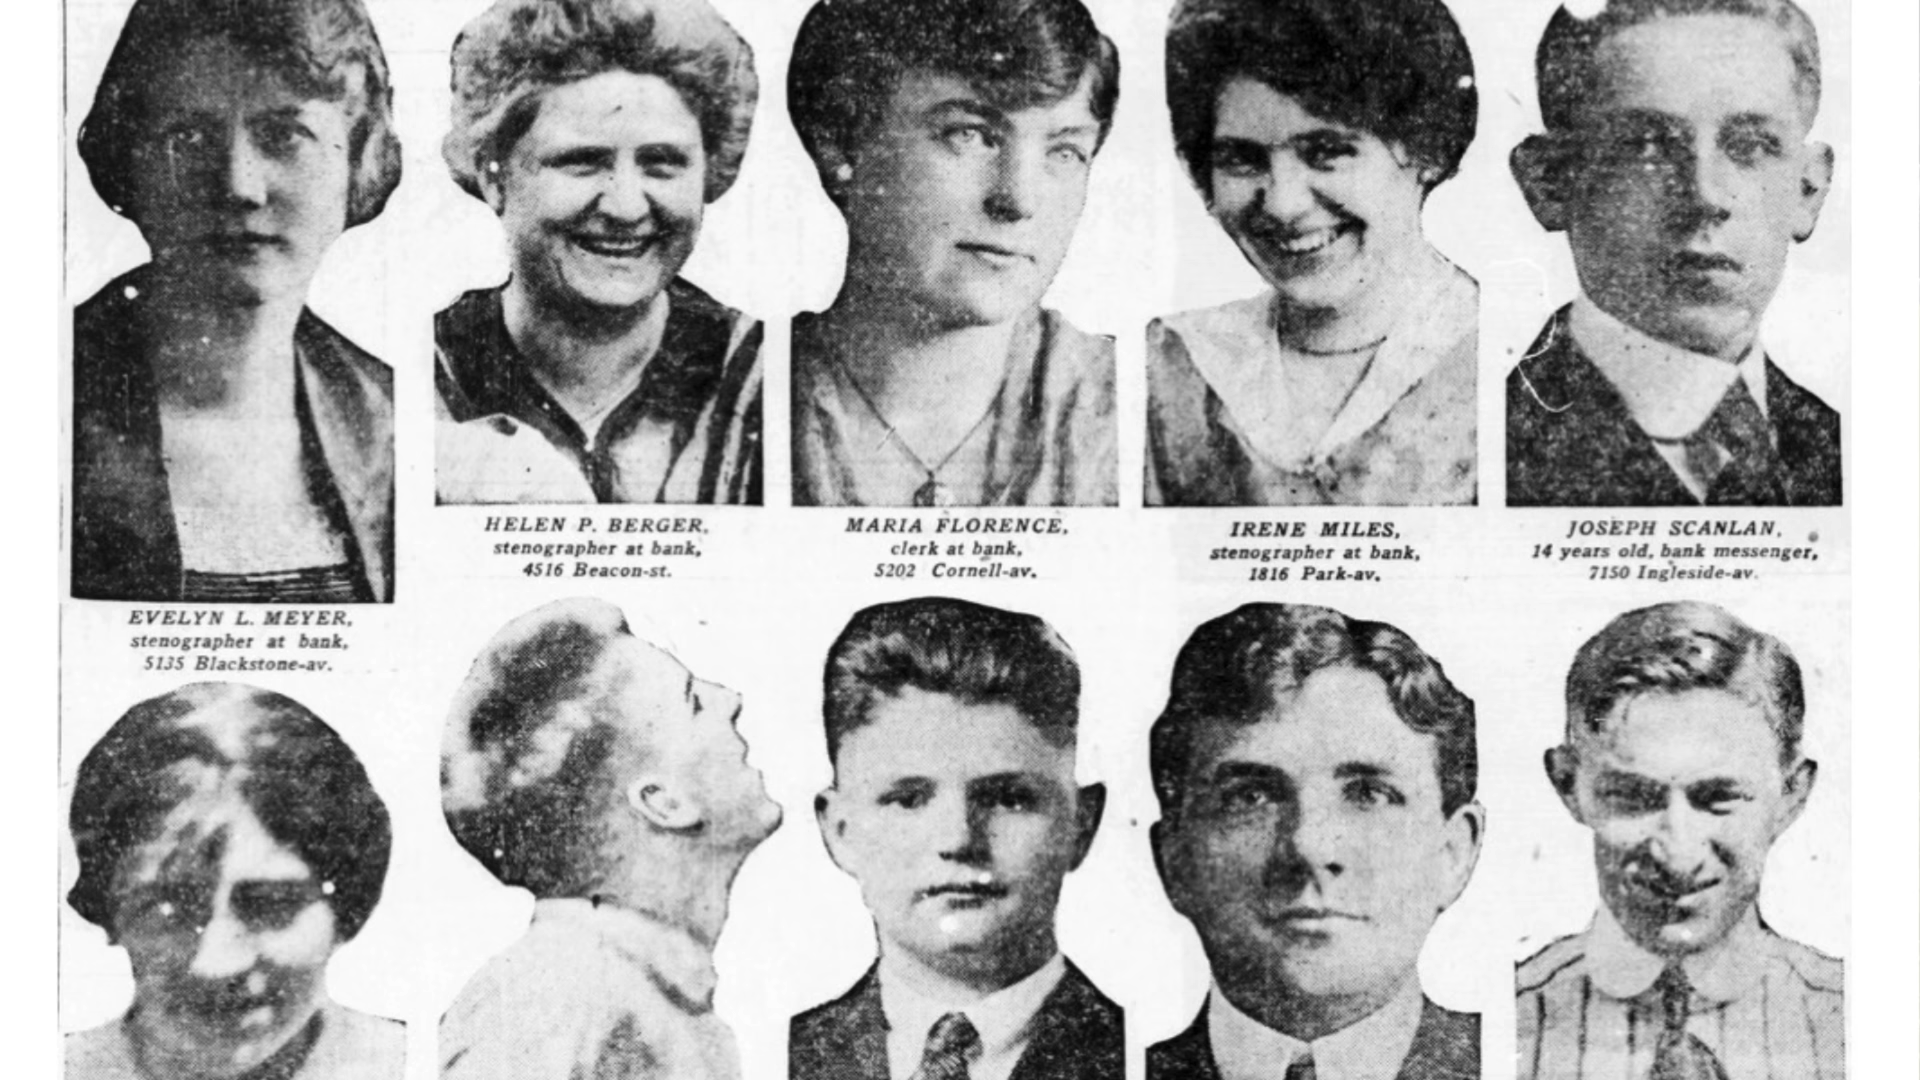 HELEN P. BERGER,
stenographer at bank,
4516 Beacon-st.
MARIA FLORENCE,
clerk at bank,
5202 Cornell-av.
IRENE MILES,
stenographer at bank,
1816 Park-av.
JOSEPH SCANLAN,
14 years old, bank messenger,
7150 Ingleside-av.
EVELYN L. MEYER,
stenographer at bank,
5135 Blackstone-av.